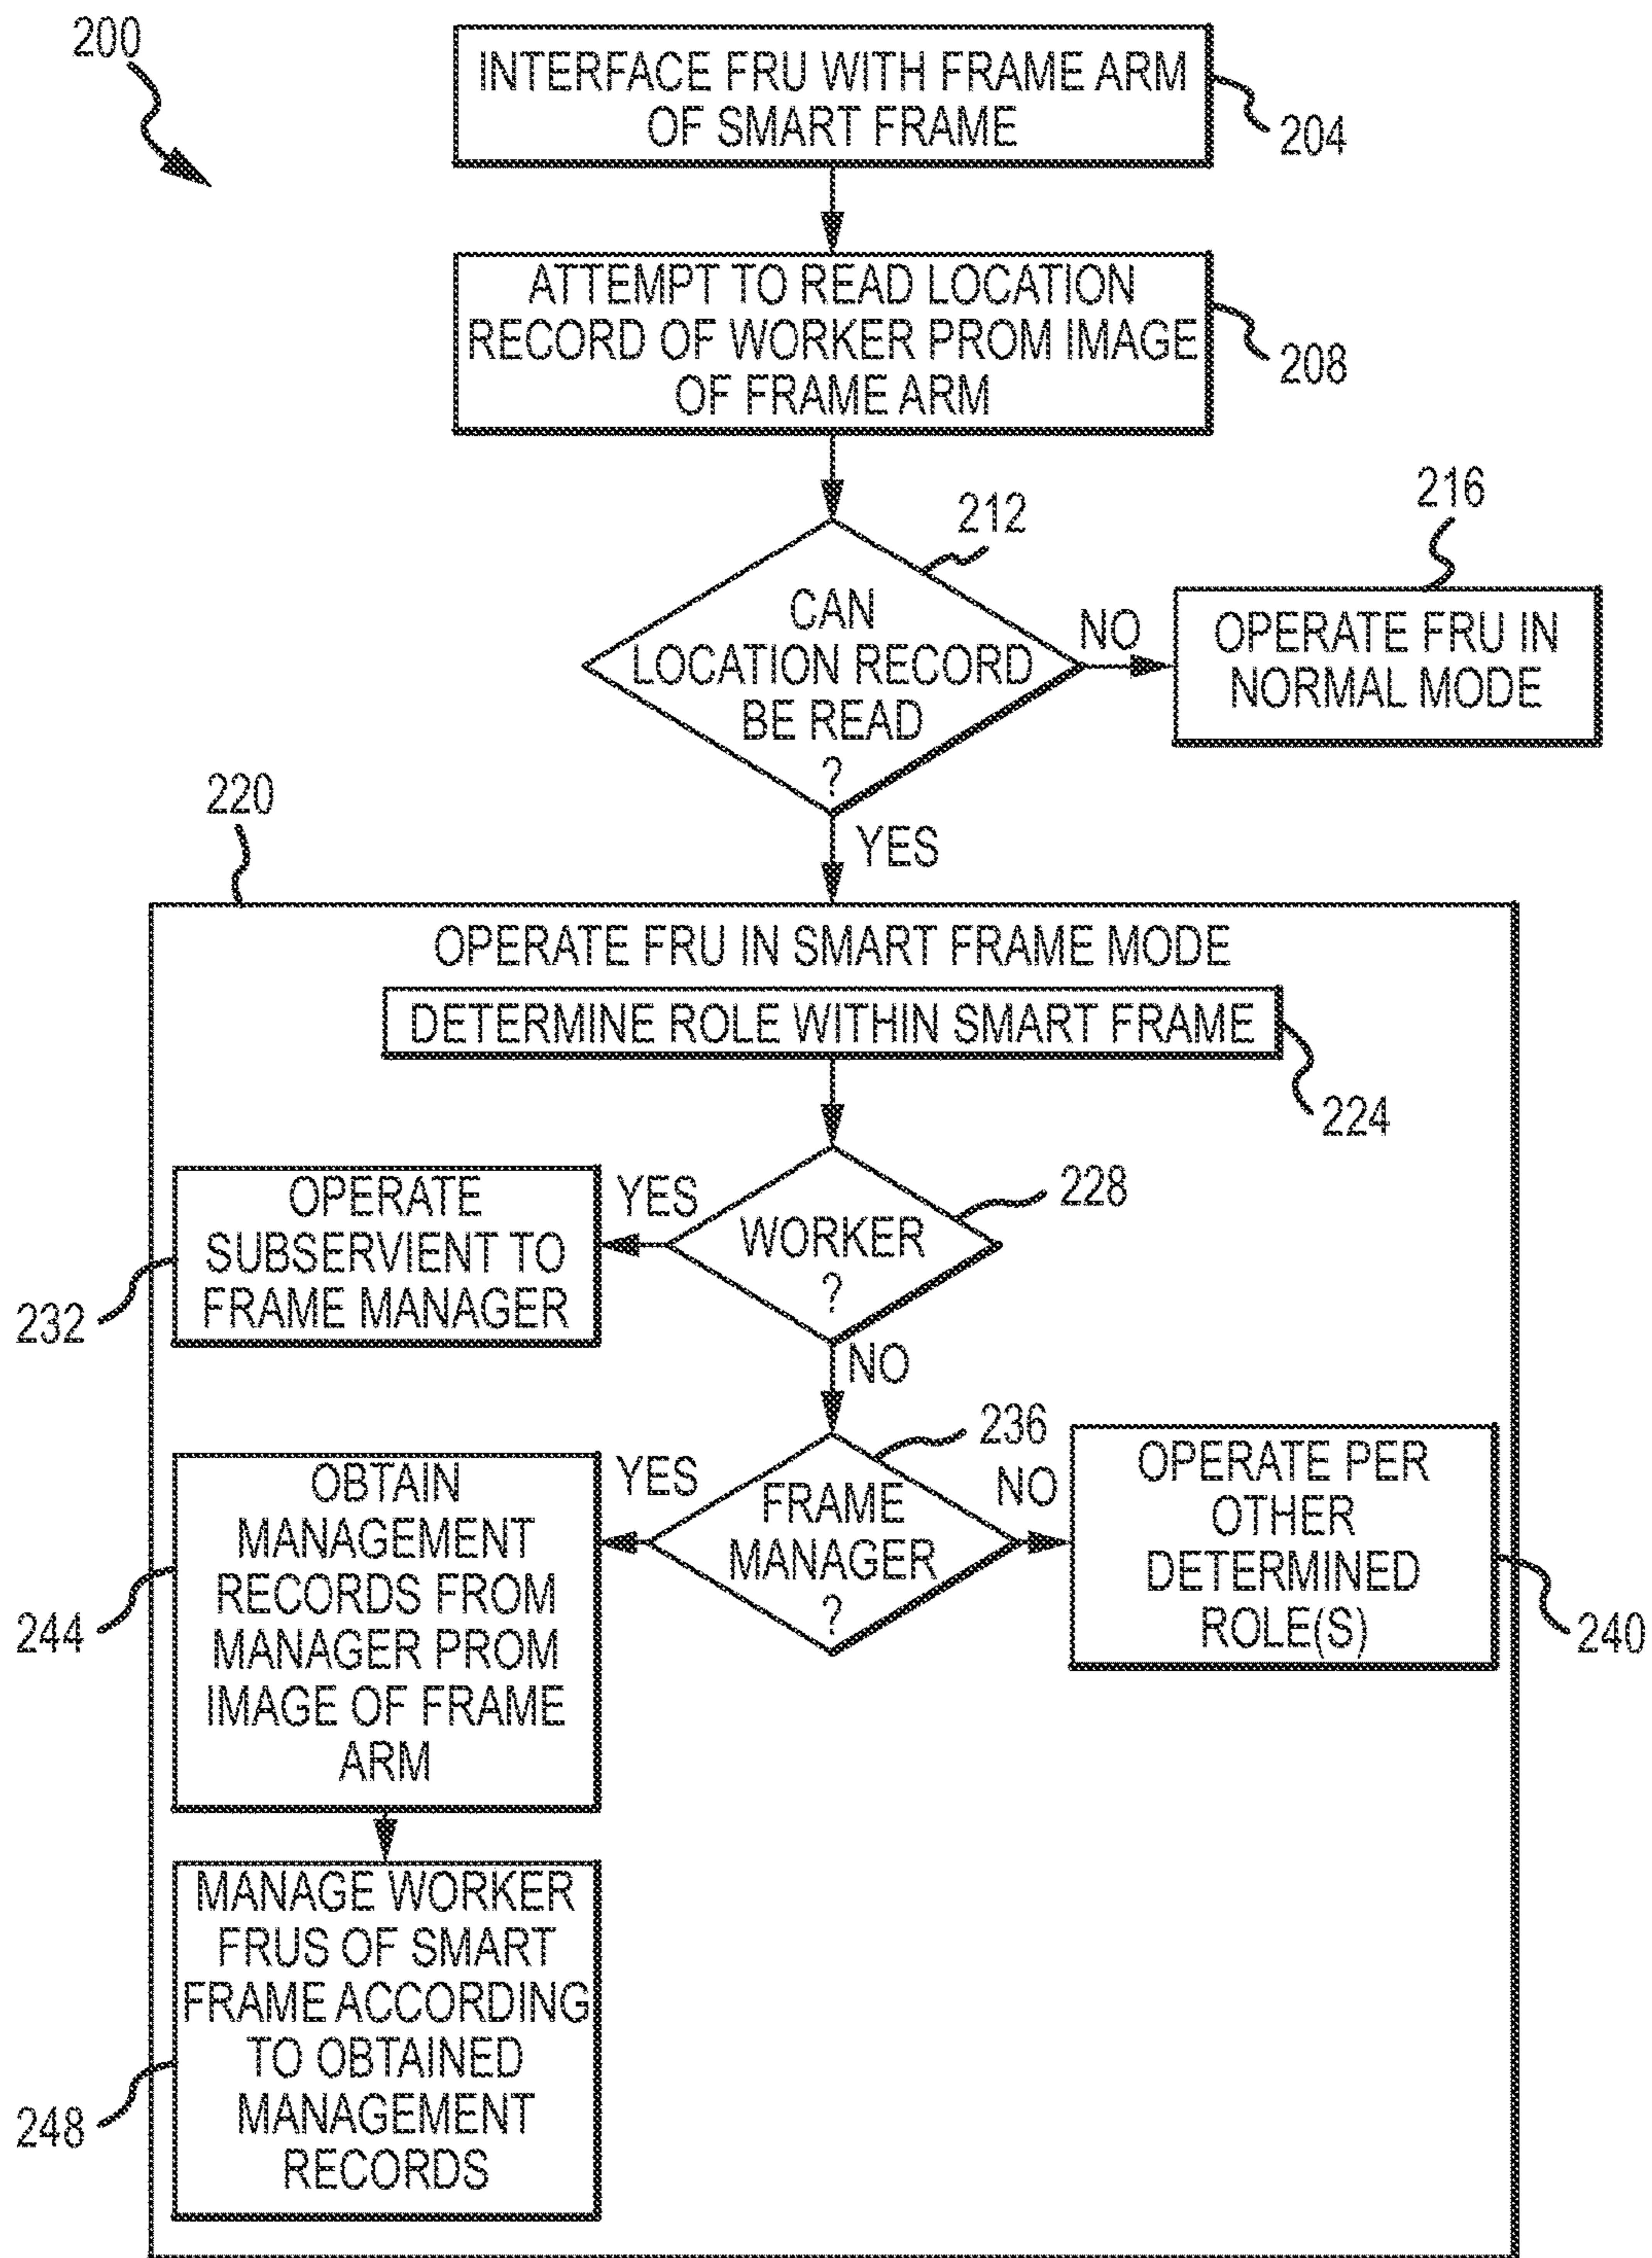 200
INTERFACE FRU WITH FRAME ARM
OF SMART FRAME
204
ATTEMPT TO READ LOCATION
RECORD OF WORKER PROM IMAGE
OF FRAME ARM
208
212
CAN
LOCATION RECORD
BE READ
?
NO
216
OPERATE FRU IN
NORMAL MODE
YES
220
OPERATE FRU IN SMART FRAME MODE
DETERMINE ROLE WITHIN SMART FRAME
224
WORKER
?
228
YES
OPERATE
SUBSERVIENT TO
FRAME MANAGER
232
NO
236
FRAME
MANAGER
?
NO
OPERATE PER
OTHER
DETERMINED
ROLE(S)
240
YES
OBTAIN
MANAGEMENT
RECORDS FROM
MANAGER PROM
IMAGE OF FRAME
ARM
244
MANAGE WORKER
FRUS OF SMART
FRAME ACCORDING
TO OBTAINED
MANAGEMENT
RECORDS
248